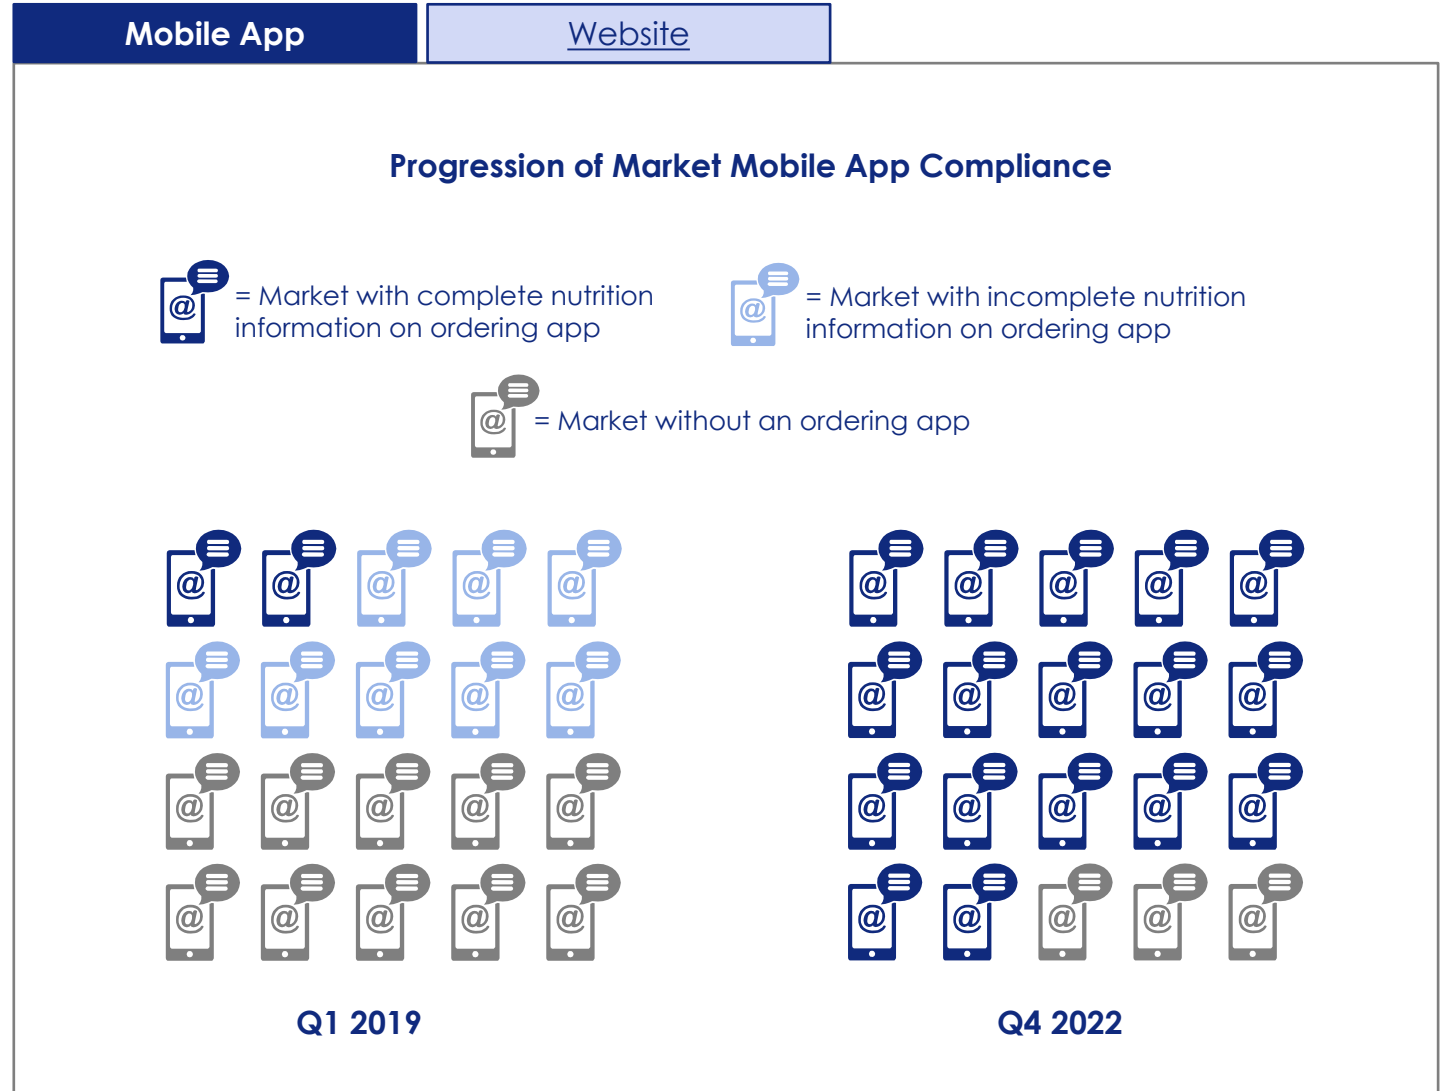 Mobile App
Website
Progression of Market Mobile App Compliance
@
= Market with complete nutrition
information on ordering app
@
= Market with incomplete nutrition
information on ordering app
@
= Market without an ordering app
@ @ @ @ @ @ @ @ @ @
@ @ @ @ @ @ @ @ @ @
@ @ @ @ @ @ @ @ @ @
@ @ @ @ @ @ @ @ @ @
Q1 2019
Q4 2022